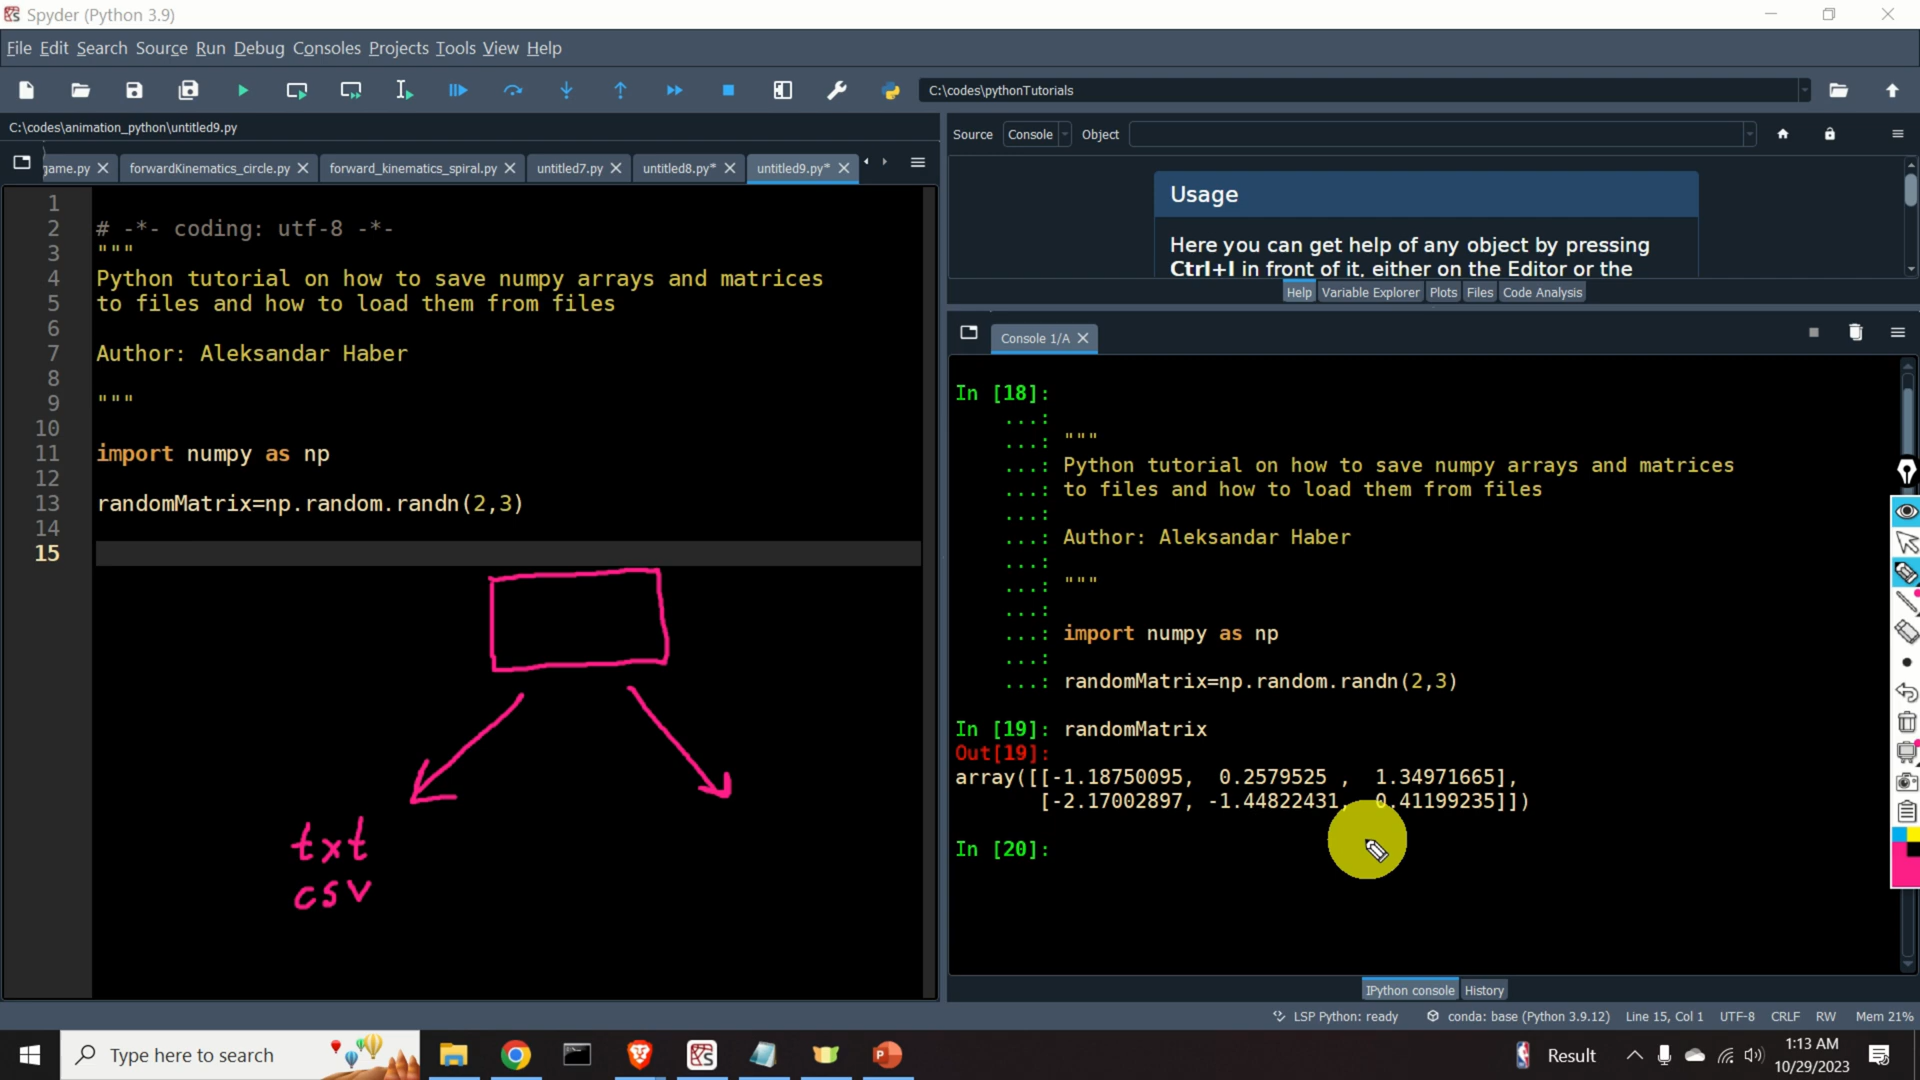 Spyder (Python 3.9)
File Edit Search Source Run Debug Consoles Projects Tools View Help
C:\codes\pythonTutorials
C:\codes\animation_python\untitled9.py
game.py forwardKinematics_circle.py forward_kinematics_spiral.py untitled7.py untitled8.py* untitled9.py*
1
2 # -*- coding: utf-8 -*-
3 """
4 Python tutorial on how to save numpy arrays and matrices
5 to files and how to load them from files
6
7 Author: Aleksandar Haber
8
9 """
10
11 import numpy as np
12
13 randomMatrix=np.random.randn(2,3)
14
15
txt
csv
Source Console Object
Usage
Here you can get help of any object by pressing
Ctrl+I in front of it, either on the Editor or the
Help Variable Explorer Plots Files Code Analysis
Console 1/A
In [18]:
...:
...: """
...: Python tutorial on how to save numpy arrays and matrices
...: to files and how to load them from files
...:
...: Author: Aleksandar Haber
...:
...: """
...:
...: import numpy as np
...:
...: randomMatrix=np.random.randn(2,3)
In [19]: randomMatrix
Out[19]:
array([[-1.18750095, 0.2579525 , 1.34971665],
[-2.17002897, -1.44822431, 0.41199235]])
In [20]:
IPython console History
LSP Python: ready conda: base (Python 3.9.12) Line 15, Col 1 UTF-8 CRLF RW Mem 21%
Type here to search
Result
1:13 AM
10/29/2023